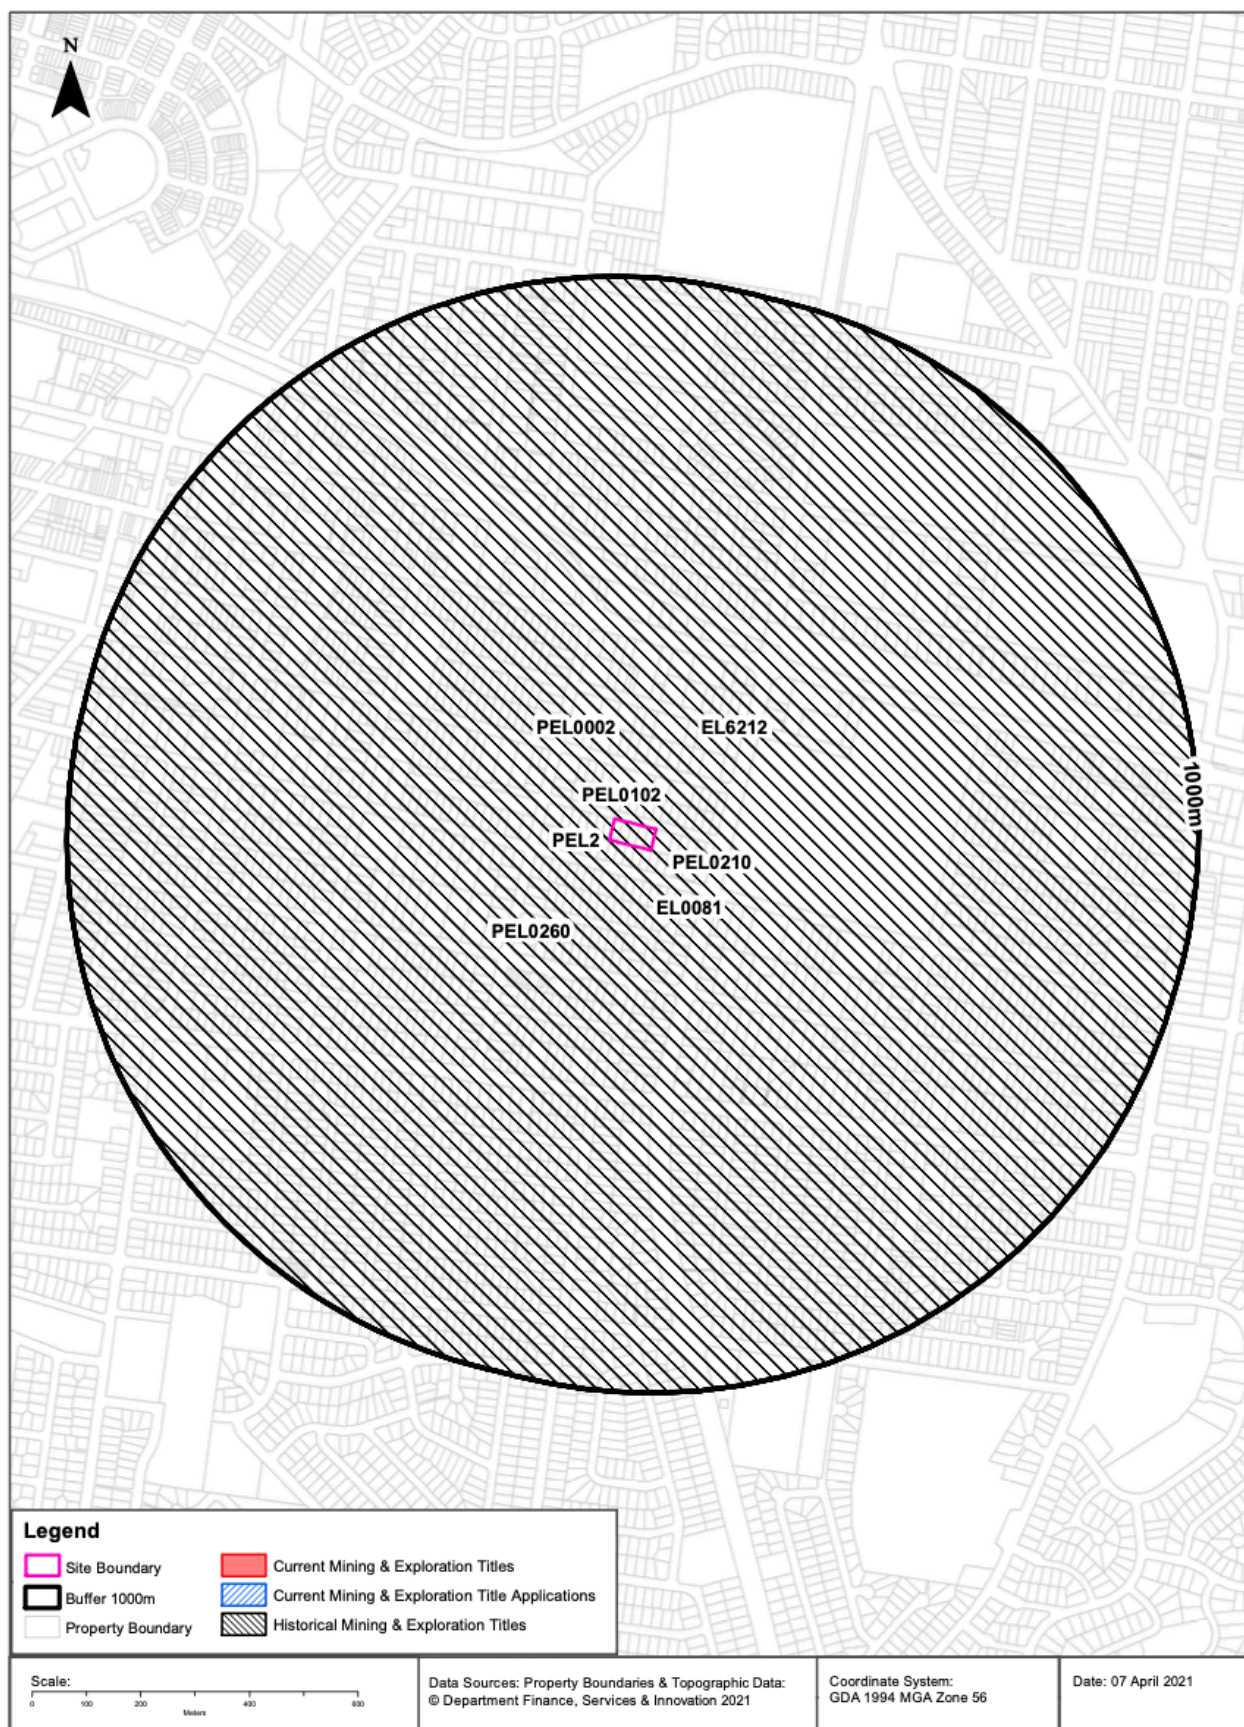 N
PEL0002
EL6212
PEL0102
1000m
PEL2
PEL0210
EL0081
PEL0260
Legend
Site Boundary
Buffer 1000m
Property Boundary
Current Mining & Exploration Titles
Current Mining & Exploration Title Applications
Historical Mining & Exploration Titles
Scale:
0 100 200 400 600
Meters
Data Sources: Property Boundaries & Topographic Data:
© Department Finance, Services & Innovation 2021
Coordinate System:
GDA 1994 MGA Zone 56
Date: 07 April 2021